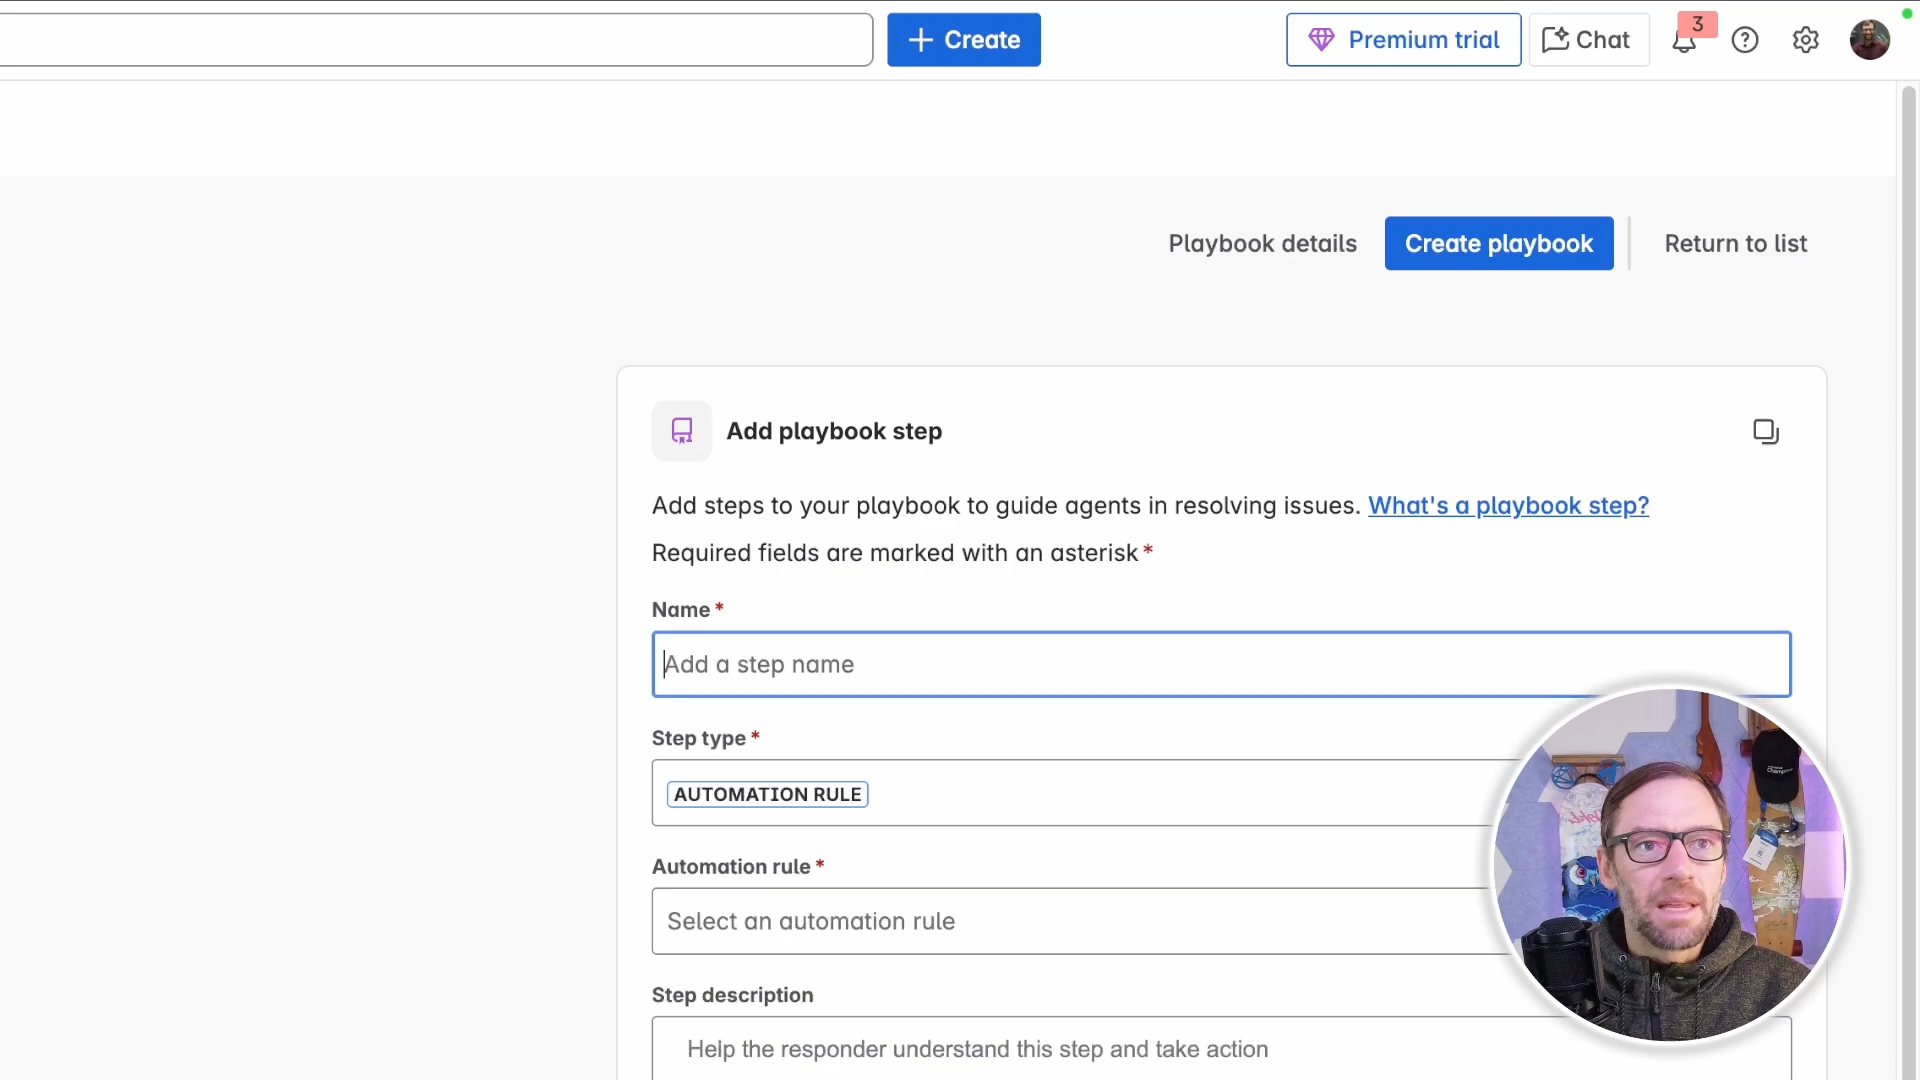 Create
Premium trial
Chat
3
Playbook details
Create playbook
Return to list
Add playbook step
Add steps to your playbook to guide agents in resolving issues. What's a playbook step?
Required fields are marked with an asterisk *
Name *
Add a step name
Step type *
AUTOMATION RULE
Automation rule *
Select an automation rule
Step description
Help the responder understand this step and take action